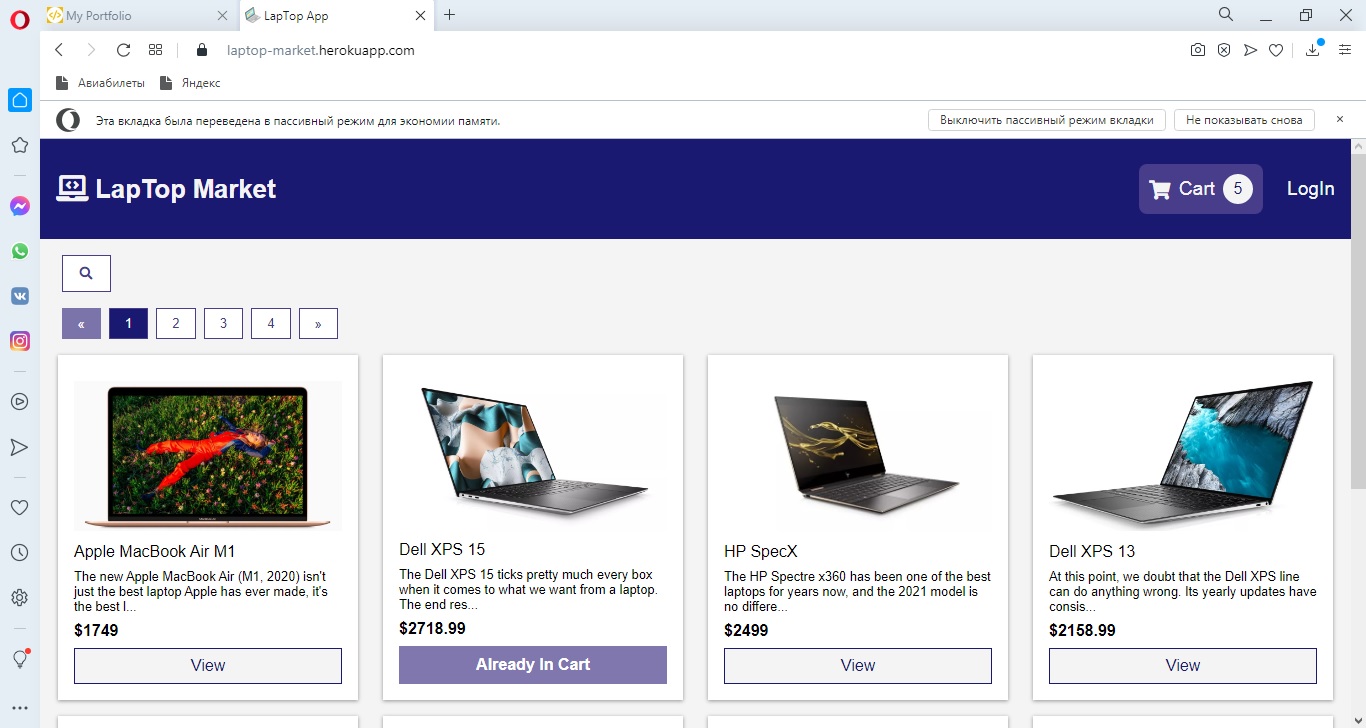 My Portfolio
LapTop App
laptop-market.herokuapp.com
Авиабилеты
Яндекс
Эта вкладка была переведена в пассивный режим для экономии памяти.
Выключить пассивный режим вкладки
Не показывать снова
LapTop Market
Cart 5
LogIn
« 1 2 3 4 »
Apple MacBook Air M1
The new Apple MacBook Air (M1, 2020) isn't
just the best laptop Apple has ever made, it's
the best l...
$1749
View
Dell XPS 15
The Dell XPS 15 ticks pretty much every box
when it comes to what we want from a laptop.
The end res...
$2718.99
Already In Cart
HP SpecX
The HP Spectre x360 has been one of the best
laptops for years now, and the 2021 model is
no differe...
$2499
View
Dell XPS 13
At this point, we doubt that the Dell XPS line
can do anything wrong. Its yearly updates have
consis...
$2158.99
View